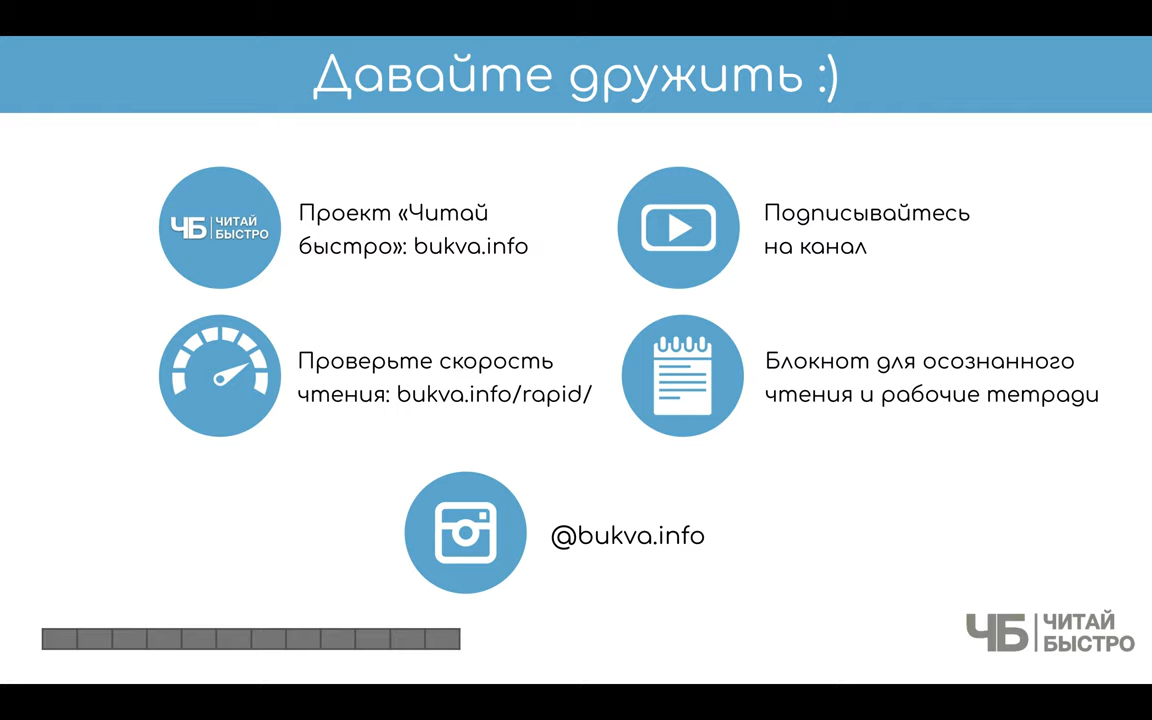 Давайте дружить :)
ЧБ ЧИТАЙ
БЫСТРО
Проект «Читай
быстро»: bukva.info
Подписывайтесь
на канал
Проверьте скорость
чтения: bukva.info/rapid/
Блокнот для осознанного
чтения и рабочие тетради
@bukva.info
ЧБ ЧИТАЙ
БЫСТРО